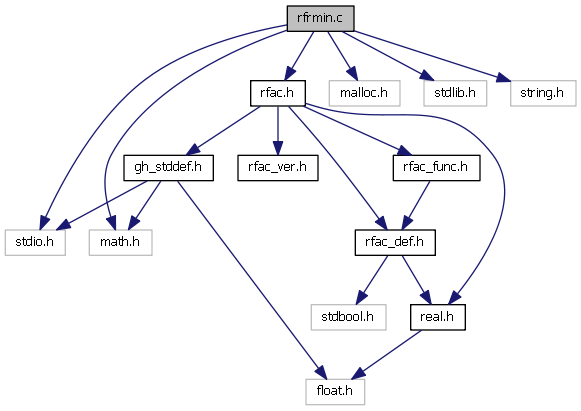 rfrmin.c
rfac.h
malloc.h
stdlib.h
string.h
gh_stddef.h
rfac_ver.h
rfac_func.h
stdio.h
math.h
rfac_def.h
stdbool.h
real.h
float.h